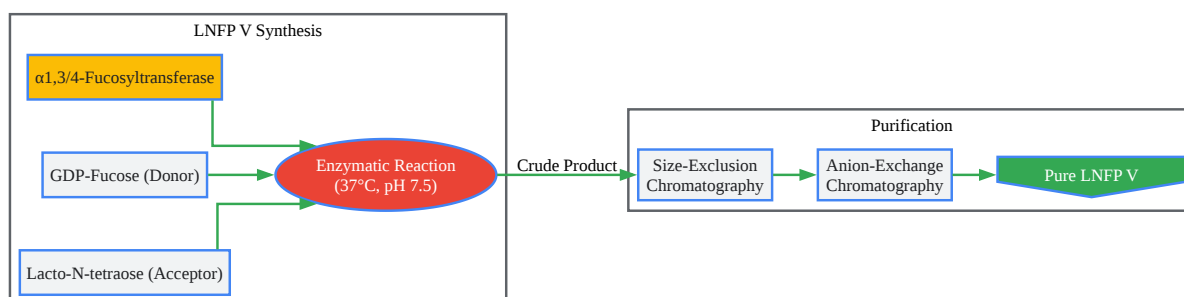 LNFP V Synthesis
α1,3/4-Fucosyltransferase
GDP-Fucose (Donor)
Lacto-N-tetraose (Acceptor)
Enzymatic Reaction
(37°C, pH 7.5)
Crude Product
Purification
Size-Exclusion
Chromatography
Anion-Exchange
Chromatography
Pure LNFP V